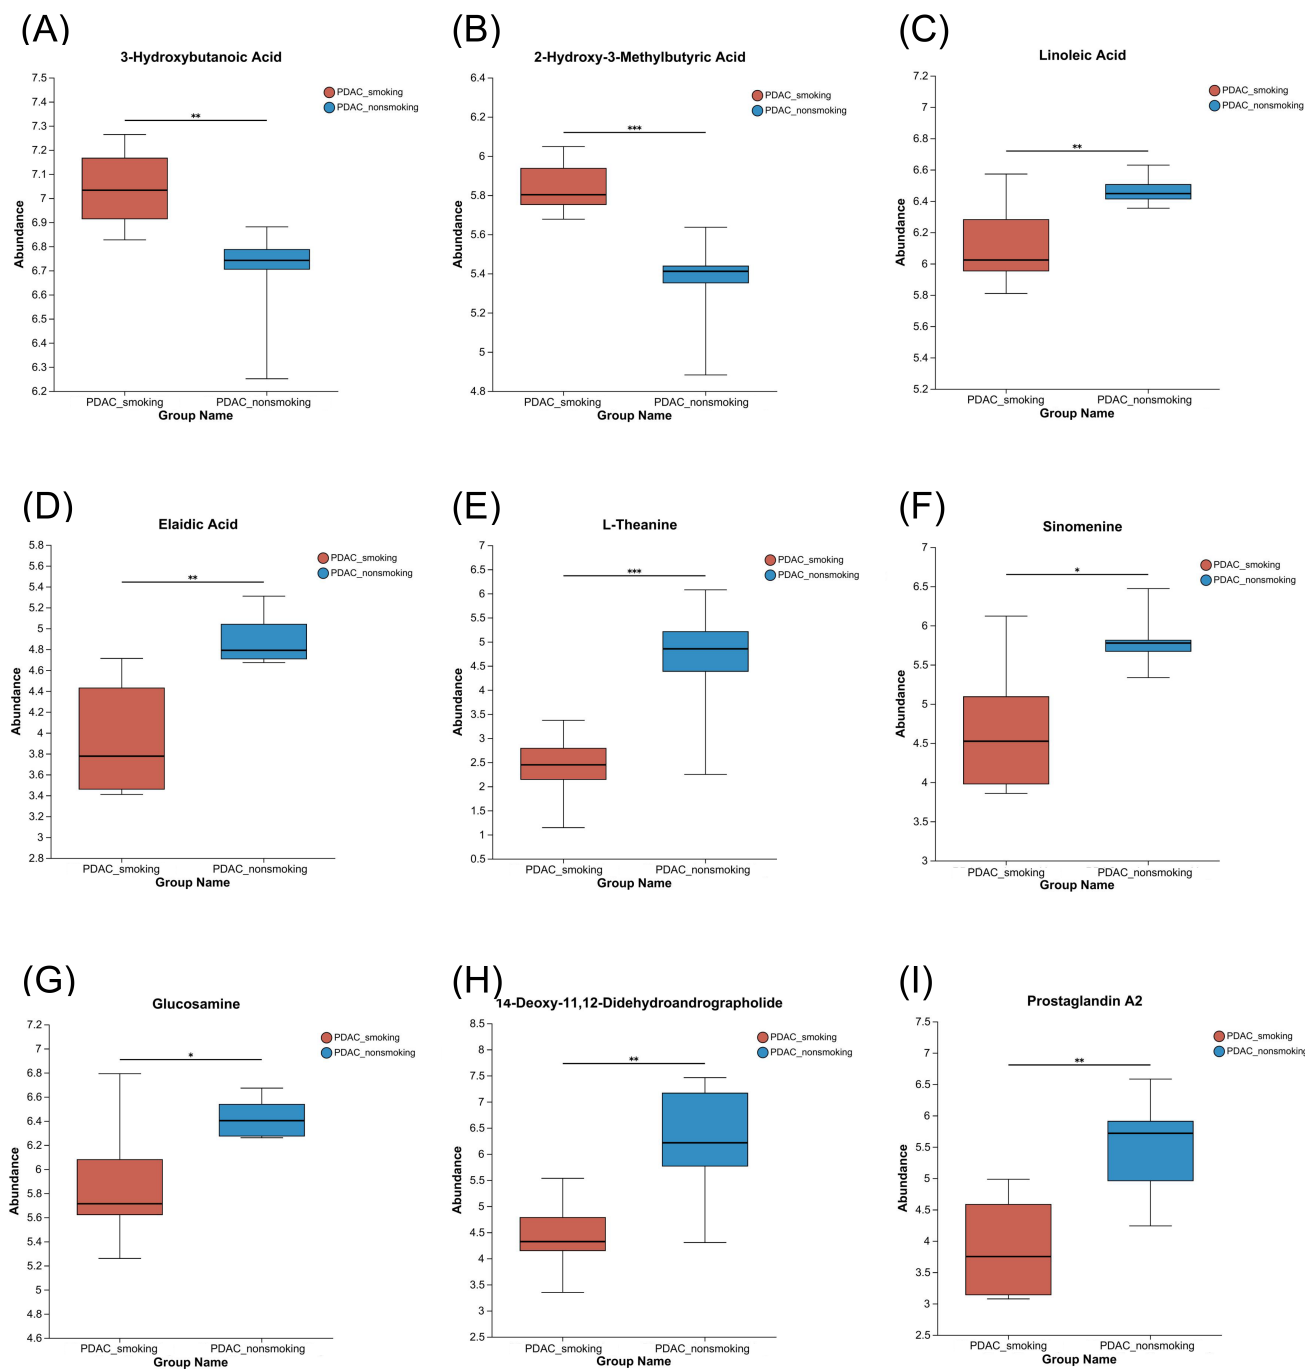 (A)
3-Hydroxybutanoic Acid
7.5
7.4
7.3
7.2
7.1
7
6.9
6.8
6.7
6.6
6.5
6.4
6.3
6.2
Abundance
**
PDAC_smoking
PDAC_nonsmoking
PDAC_smoking PDAC_nonsmoking
Group Name
(B)
2-Hydroxy-3-Methylbutyric Acid
6.4
6.2
6
5.8
5.6
5.4
5.2
5
4.8
Abundance
***
PDAC_smoking
PDAC_nonsmoking
PDAC_smoking PDAC_nonsmoking
Group Name
(C)
Linoleic Acid
7.2
7
6.8
6.6
6.4
6.2
6
5.8
5.6
5.4
5.2
Abundance
**
PDAC_smoking
PDAC_nonsmoking
PDAC_smoking PDAC_nonsmoking
Group Name
(D)
Elaidic Acid
5.8
5.6
5.4
5.2
5
4.8
4.6
4.4
4.2
4
3.8
3.6
3.4
3.2
3
2.8
Abundance
**
PDAC_smoking
PDAC_nonsmoking
PDAC_smoking PDAC_nonsmoking
Group Name
(E)
L-Theanine
7
6.5
6
5.5
5
4.5
4
3.5
3
2.5
2
1.5
1
0.5
Abundance
***
PDAC_smoking
PDAC_nonsmoking
PDAC_smoking PDAC_nonsmoking
Group Name
(F)
Sinomenine
7
6.5
6
5.5
5
4.5
4
3.5
3
Abundance
*
PDAC_smoking
PDAC_nonsmoking
PDAC_smoking PDAC_nonsmoking
Group Name
(G)
Glucosamine
7.2
7
6.8
6.6
6.4
6.2
6
5.8
5.6
5.4
5.2
5
4.8
4.6
Abundance
*
PDAC_smoking
PDAC_nonsmoking
PDAC_smoking PDAC_nonsmoking
Group Name
(H)
14-Deoxy-11,12-Didehydroandrographolide
8.5
8
7.5
7
6.5
6
5.5
5
4.5
4
3.5
3
2.5
Abundance
**
PDAC_smoking
PDAC_nonsmoking
PDAC_smoking PDAC_nonsmoking
Group Name
(I)
Prostaglandin A2
7.5
7
6.5
6
5.5
5
4.5
4
3.5
3
2.5
Abundance
**
PDAC_smoking
PDAC_nonsmoking
PDAC_smoking PDAC_nonsmoking
Group Name